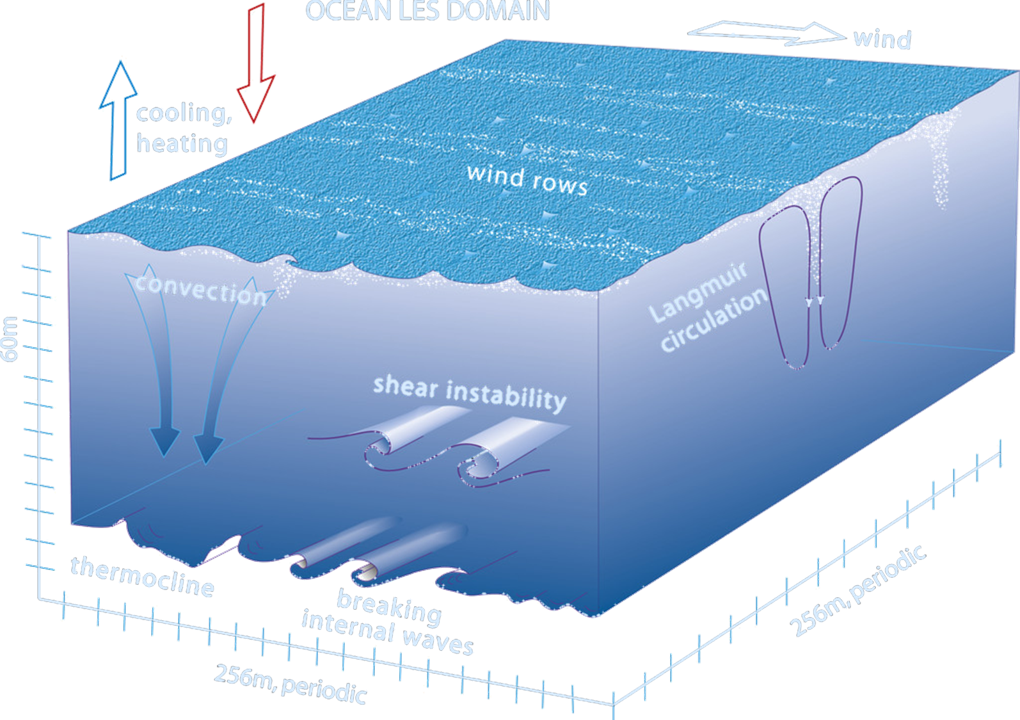 OCEAN LES DOMAIN
wind
cooling,
heating
wind rows
convection
Langmuir
circulation
60m
shear instability
thermocline
breaking
internal waves
256m, periodic
256m, periodic